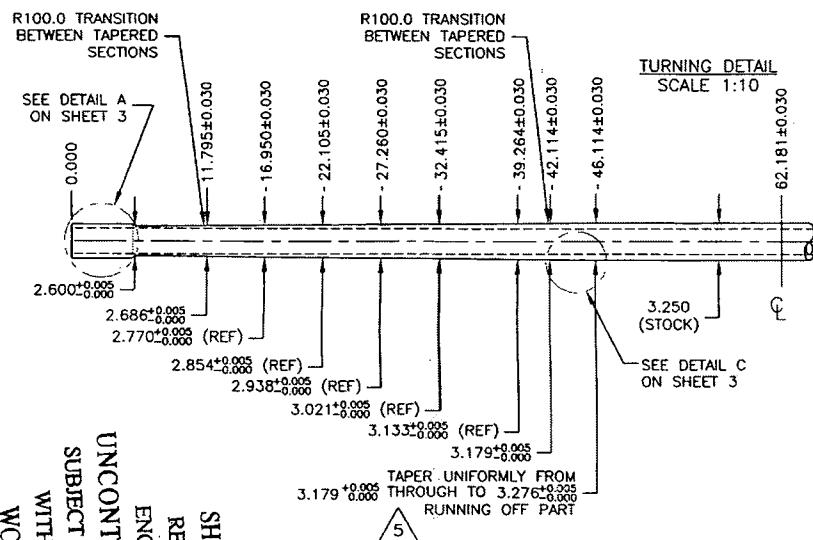 R100.0 TRANSITION
BETWEEN TAPERED
SECTIONS
R100.0 TRANSITION
BETWEEN TAPERED
SECTIONS
TURNING DETAIL
SCALE 1:10
SEE DETAIL A
ON SHEET 3
0.000
11.795±0.030
16.950±0.030
22.105±0.030
27.260±0.030
32.415±0.030
39.264±0.030
42.114±0.030
46.114±0.030
62.181±0.030
2.600+0.005-0.000
2.686+0.005-0.000
2.770+0.005-0.000 (REF)
2.854+0.005-0.000 (REF)
2.938+0.005-0.000 (REF)
3.021+0.005-0.000 (REF)
3.133+0.005-0.000 (REF)
3.179+0.005-0.000
3.250
(STOCK)
℄
SEE DETAIL C
ON SHEET 3
TAPER UNIFORMLY FROM
3.179+0.005-0.000 THROUGH TO 3.276+0.005-0.000
RUNNING OFF PART
5
SH
RE
ENG
UNCONT
SUBJECT
WITH
WO